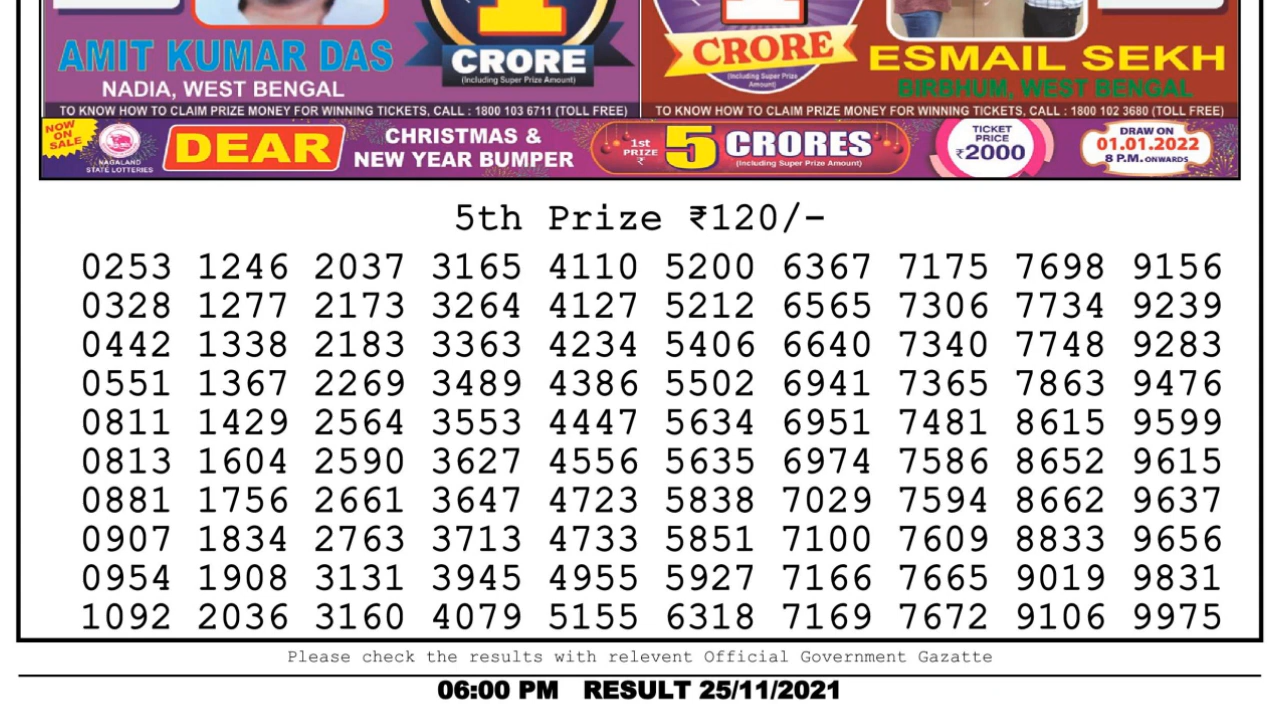 AMIT KUMAR DAS
NADIA, WEST BENGAL
CRORE
(Including Super Prize Amount)
TO KNOW HOW TO CLAIM PRIZE MONEY FOR WINNING TICKETS, CALL : 1800 103 6711 (TOLL FREE)
CRORE
(Including Super Prize Amount)
ESMAIL SEKH
BIRBHUM, WEST BENGAL
TO KNOW HOW TO CLAIM PRIZE MONEY FOR WINNING TICKETS, CALL : 1800 102 3680 (TOLL FREE)
NOW ON SALE
NAGALAND
STATE LOTTERIES
DEAR
CHRISTMAS &
NEW YEAR BUMPER
1st PRIZE ₹ 5 CRORES
(Including Super Prize Amount)
TICKET PRICE
₹2000
DRAW ON
01.01.2022
8 P.M. ONWARDS
5th Prize ₹120/-
0253 1246 2037 3165 4110 5200 6367 7175 7698 9156
0328 1277 2173 3264 4127 5212 6565 7306 7734 9239
0442 1338 2183 3363 4234 5406 6640 7340 7748 9283
0551 1367 2269 3489 4386 5502 6941 7365 7863 9476
0811 1429 2564 3553 4447 5634 6951 7481 8615 9599
0813 1604 2590 3627 4556 5635 6974 7586 8652 9615
0881 1756 2661 3647 4723 5838 7029 7594 8662 9637
0907 1834 2763 3713 4733 5851 7100 7609 8833 9656
0954 1908 3131 3945 4955 5927 7166 7665 9019 9831
1092 2036 3160 4079 5155 6318 7169 7672 9106 9975
Please check the results with relevent Official Government Gazatte
06:00 PM RESULT 25/11/2021